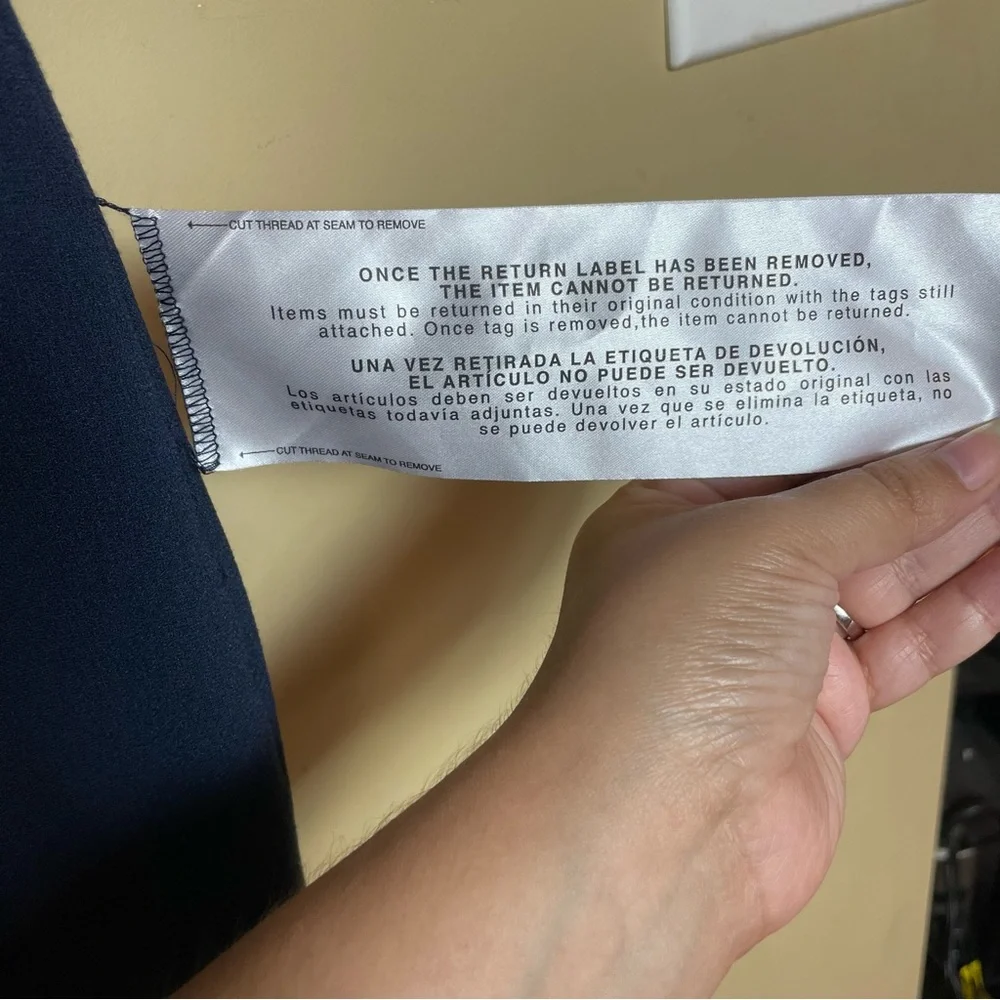 CUT THREAD AT SEAM TO REMOVE
ONCE THE RETURN LABEL HAS BEEN REMOVED,
THE ITEM CANNOT BE RETURNED.
Items must be returned in their original condition with the tags still
attached. Once tag is removed,the item cannot be returned.
UNA VEZ RETIRADA LA ETIQUETA DE DEVOLUCIÓN,
EL ARTÍCULO NO PUEDE SER DEVUELTO.
Los artículos deben ser devueltos en su estado original con las
etiquetas todavía adjuntas. Una vez que se elimina la etiqueta, no
se puede devolver el artículo.
CUT THREAD AT SEAM TO REMOVE